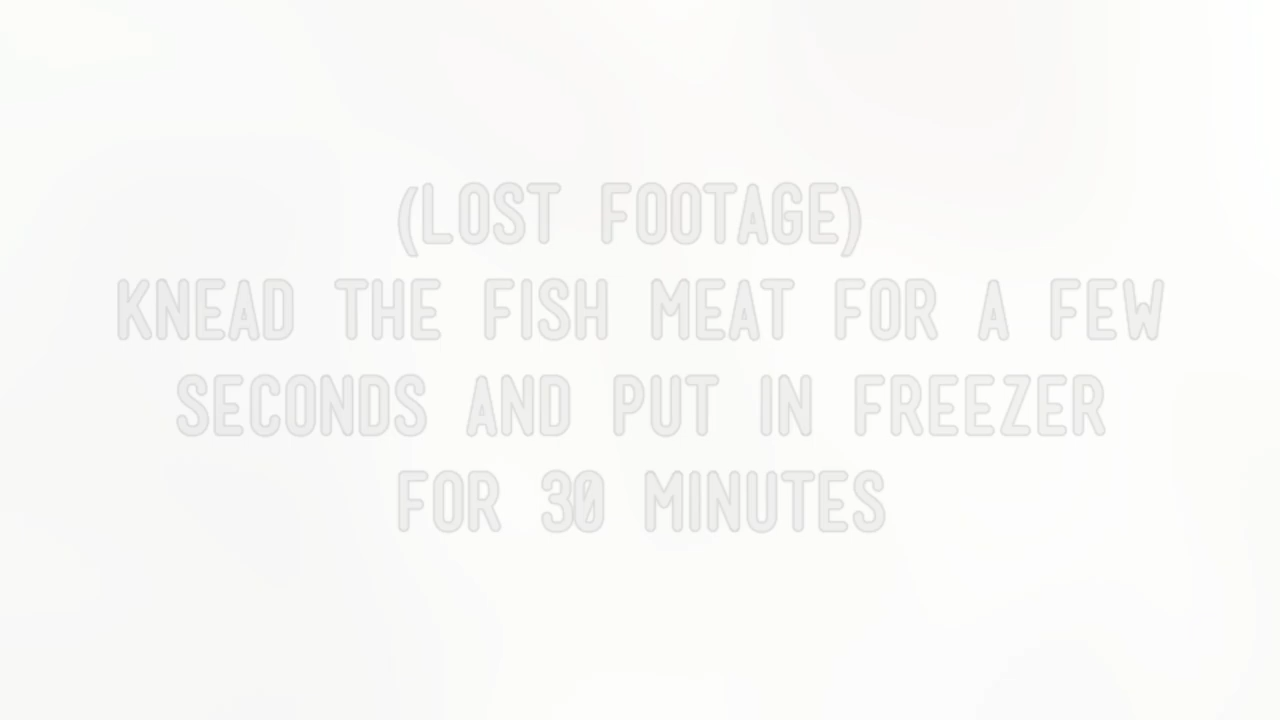 (LOST FOOTAGE)
KNEAD THE FISH MEAT FOR A FEW
SECONDS AND PUT IN FREEZER
FOR 30 MINUTES